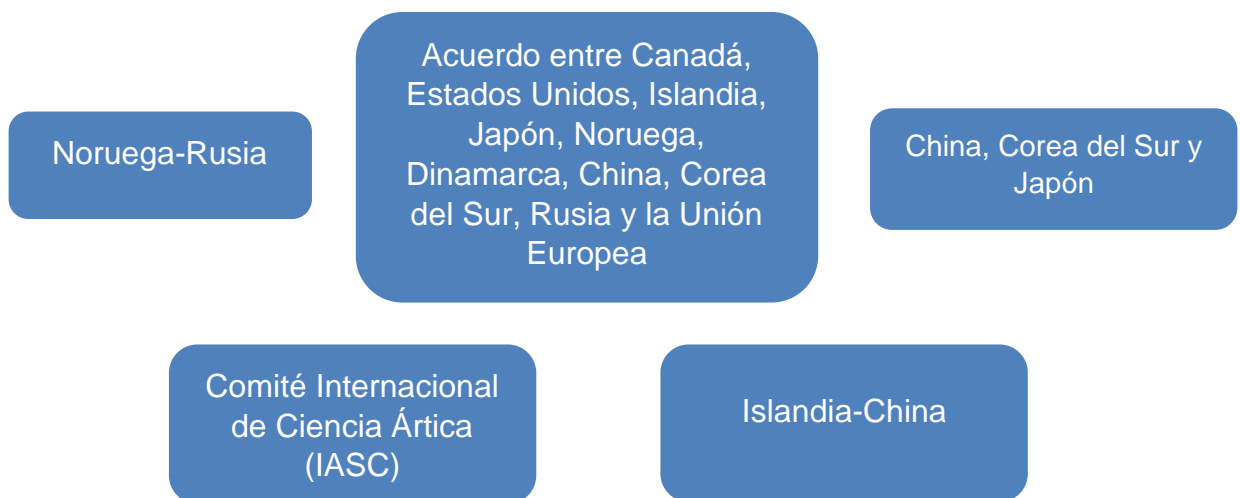 Noruega-Rusia
Acuerdo entre Canadá,
Estados Unidos, Islandia,
Japón, Noruega,
Dinamarca, China, Corea
del Sur, Rusia y la Unión
Europea
China, Corea del Sur y
Japón
Comité Internacional
de Ciencia Ártica
(IASC)
Islandia-China